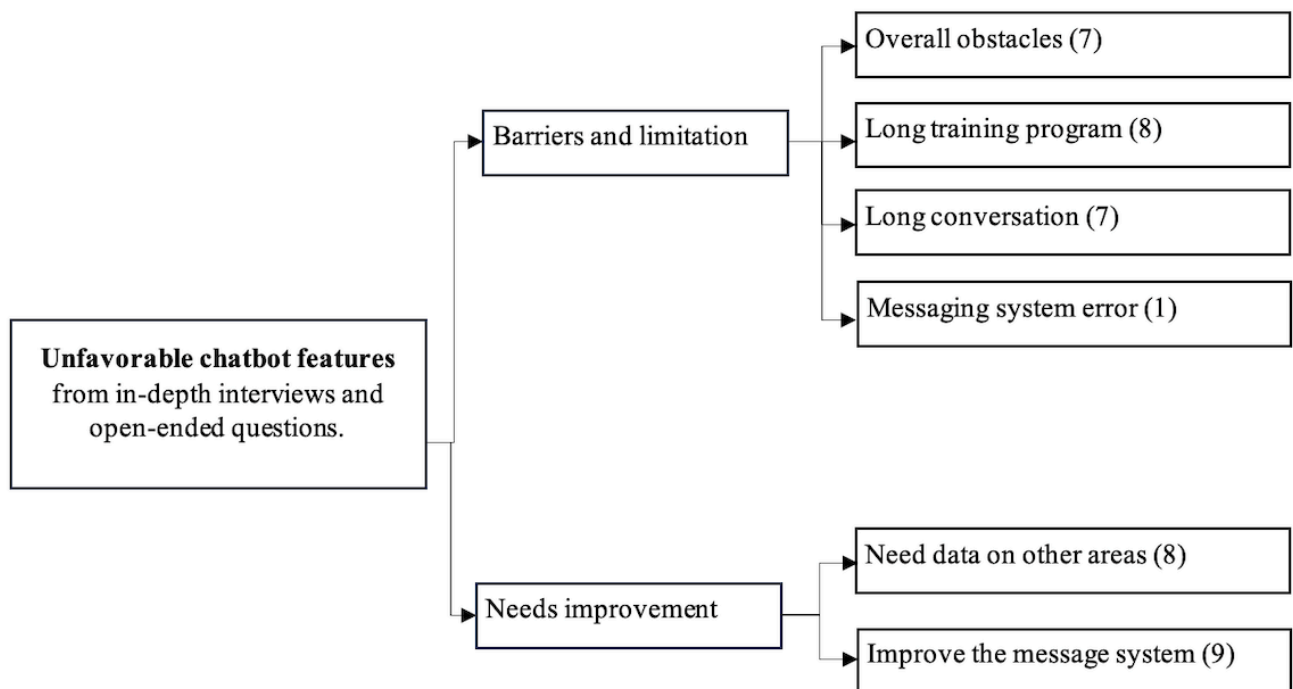 Unfavorable chatbot features
from in-depth interviews and
open-ended questions.
Barriers and limitation
Overall obstacles (7)
Long training program (8)
Long conversation (7)
Messaging system error (1)
Needs improvement
Need data on other areas (8)
Improve the message system (9)